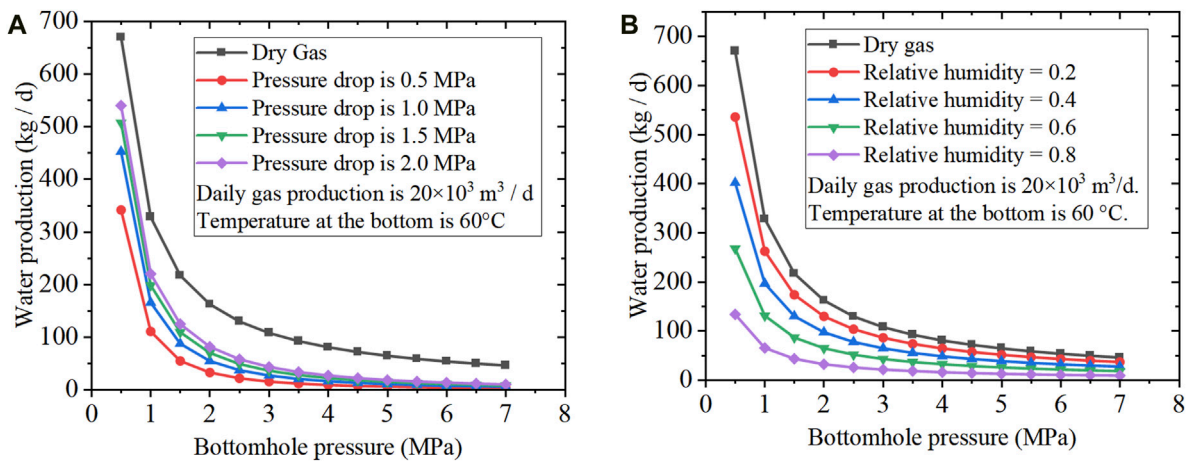 A
700
600
500
400
300
200
100
0
Water production (kg / d)
Dry Gas
Pressure drop is 0.5 MPa
Pressure drop is 1.0 MPa
Pressure drop is 1.5 MPa
Pressure drop is 2.0 MPa
Daily gas production is 20×10³ m³ / d
Temperature at the bottom is 60°C
0 1 2 3 4 5 6 7 8
Bottomhole pressure (MPa)
B
700
600
500
400
300
200
100
0
Water production (kg / d)
Dry gas
Relative humidity = 0.2
Relative humidity = 0.4
Relative humidity = 0.6
Relative humidity = 0.8
Daily gas production is 20×10³ m³/d.
Temperature at the bottom is 60 °C.
0 1 2 3 4 5 6 7 8
Bottomhole pressure (MPa)